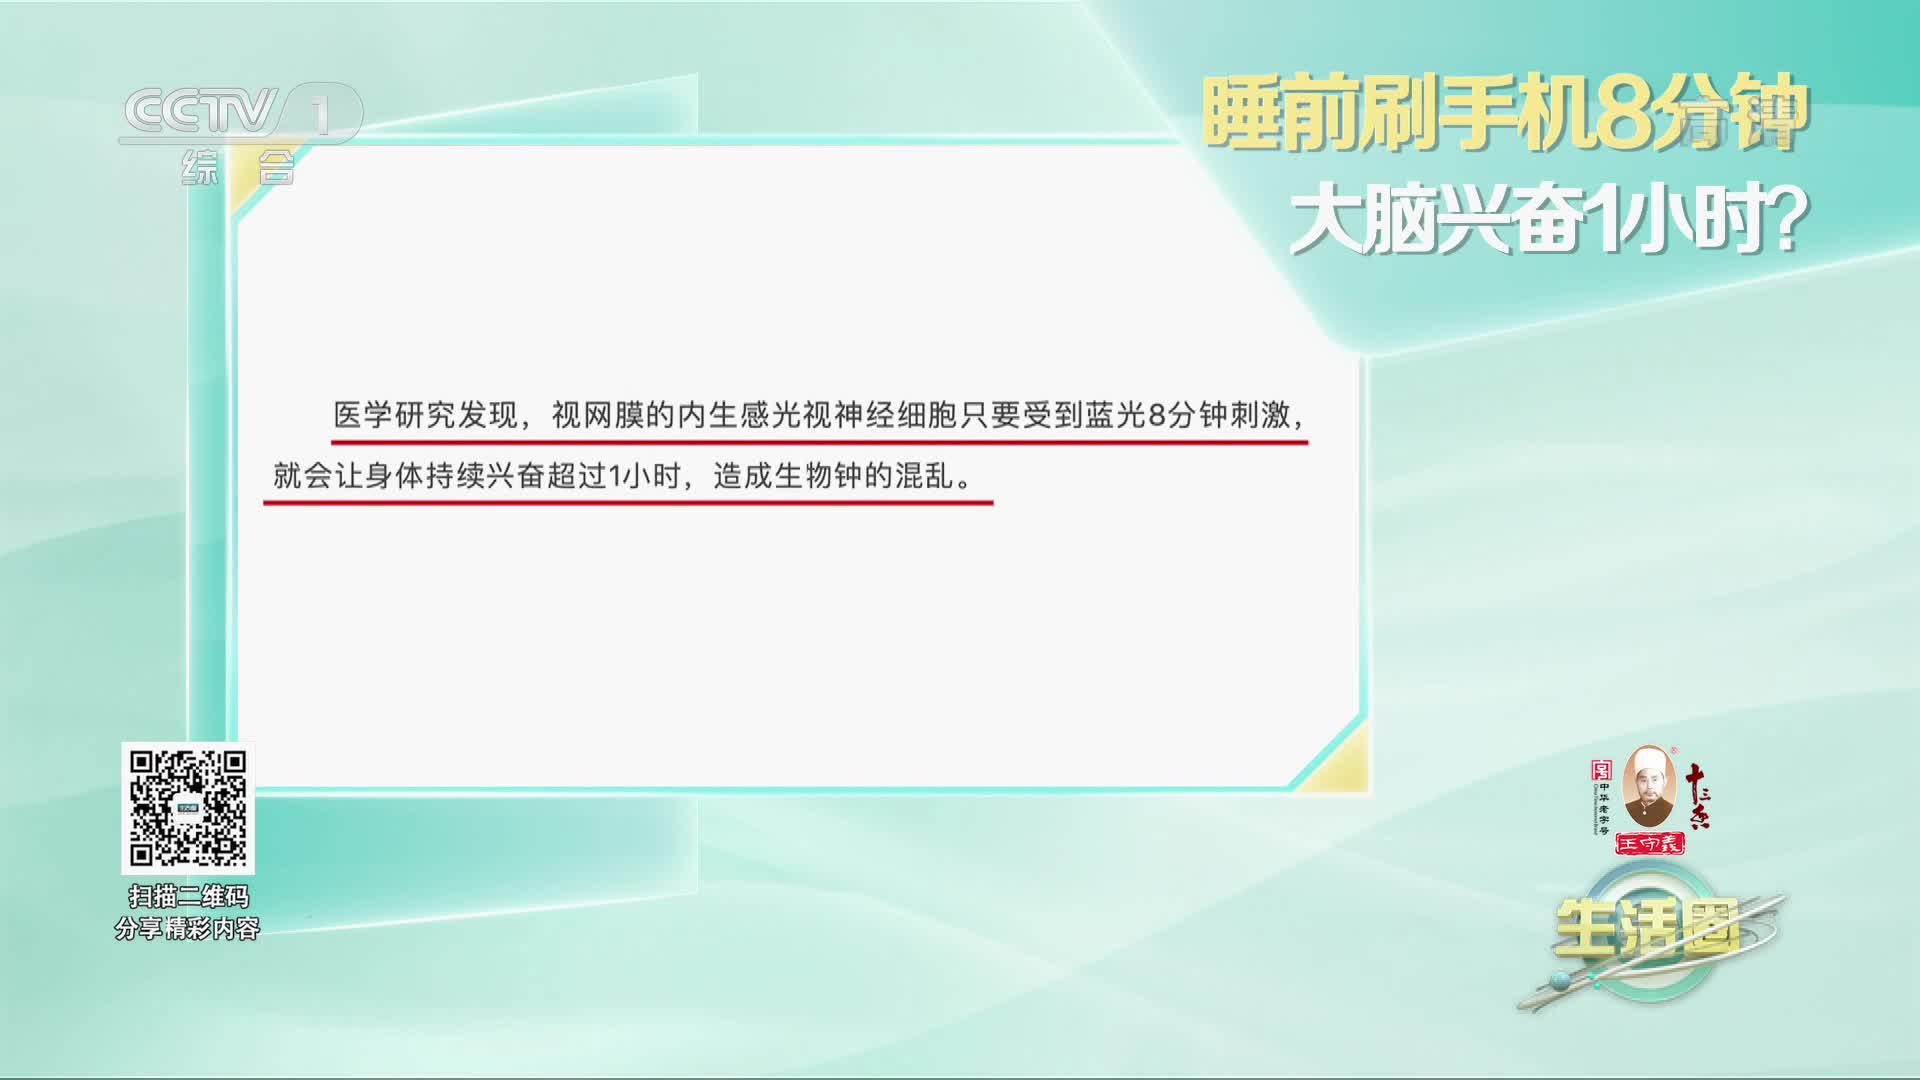 CCTV 1
综合
睡前刷手机8分钟
高清
大脑兴奋1小时?
医学研究发现，视网膜的内生感光视神经细胞只要受到蓝光8分钟刺激，
就会让身体持续兴奋超过1小时，造成生物钟的混乱。
扫描二维码
分享精彩内容
中华老字号
十三香
王守義
生活圈